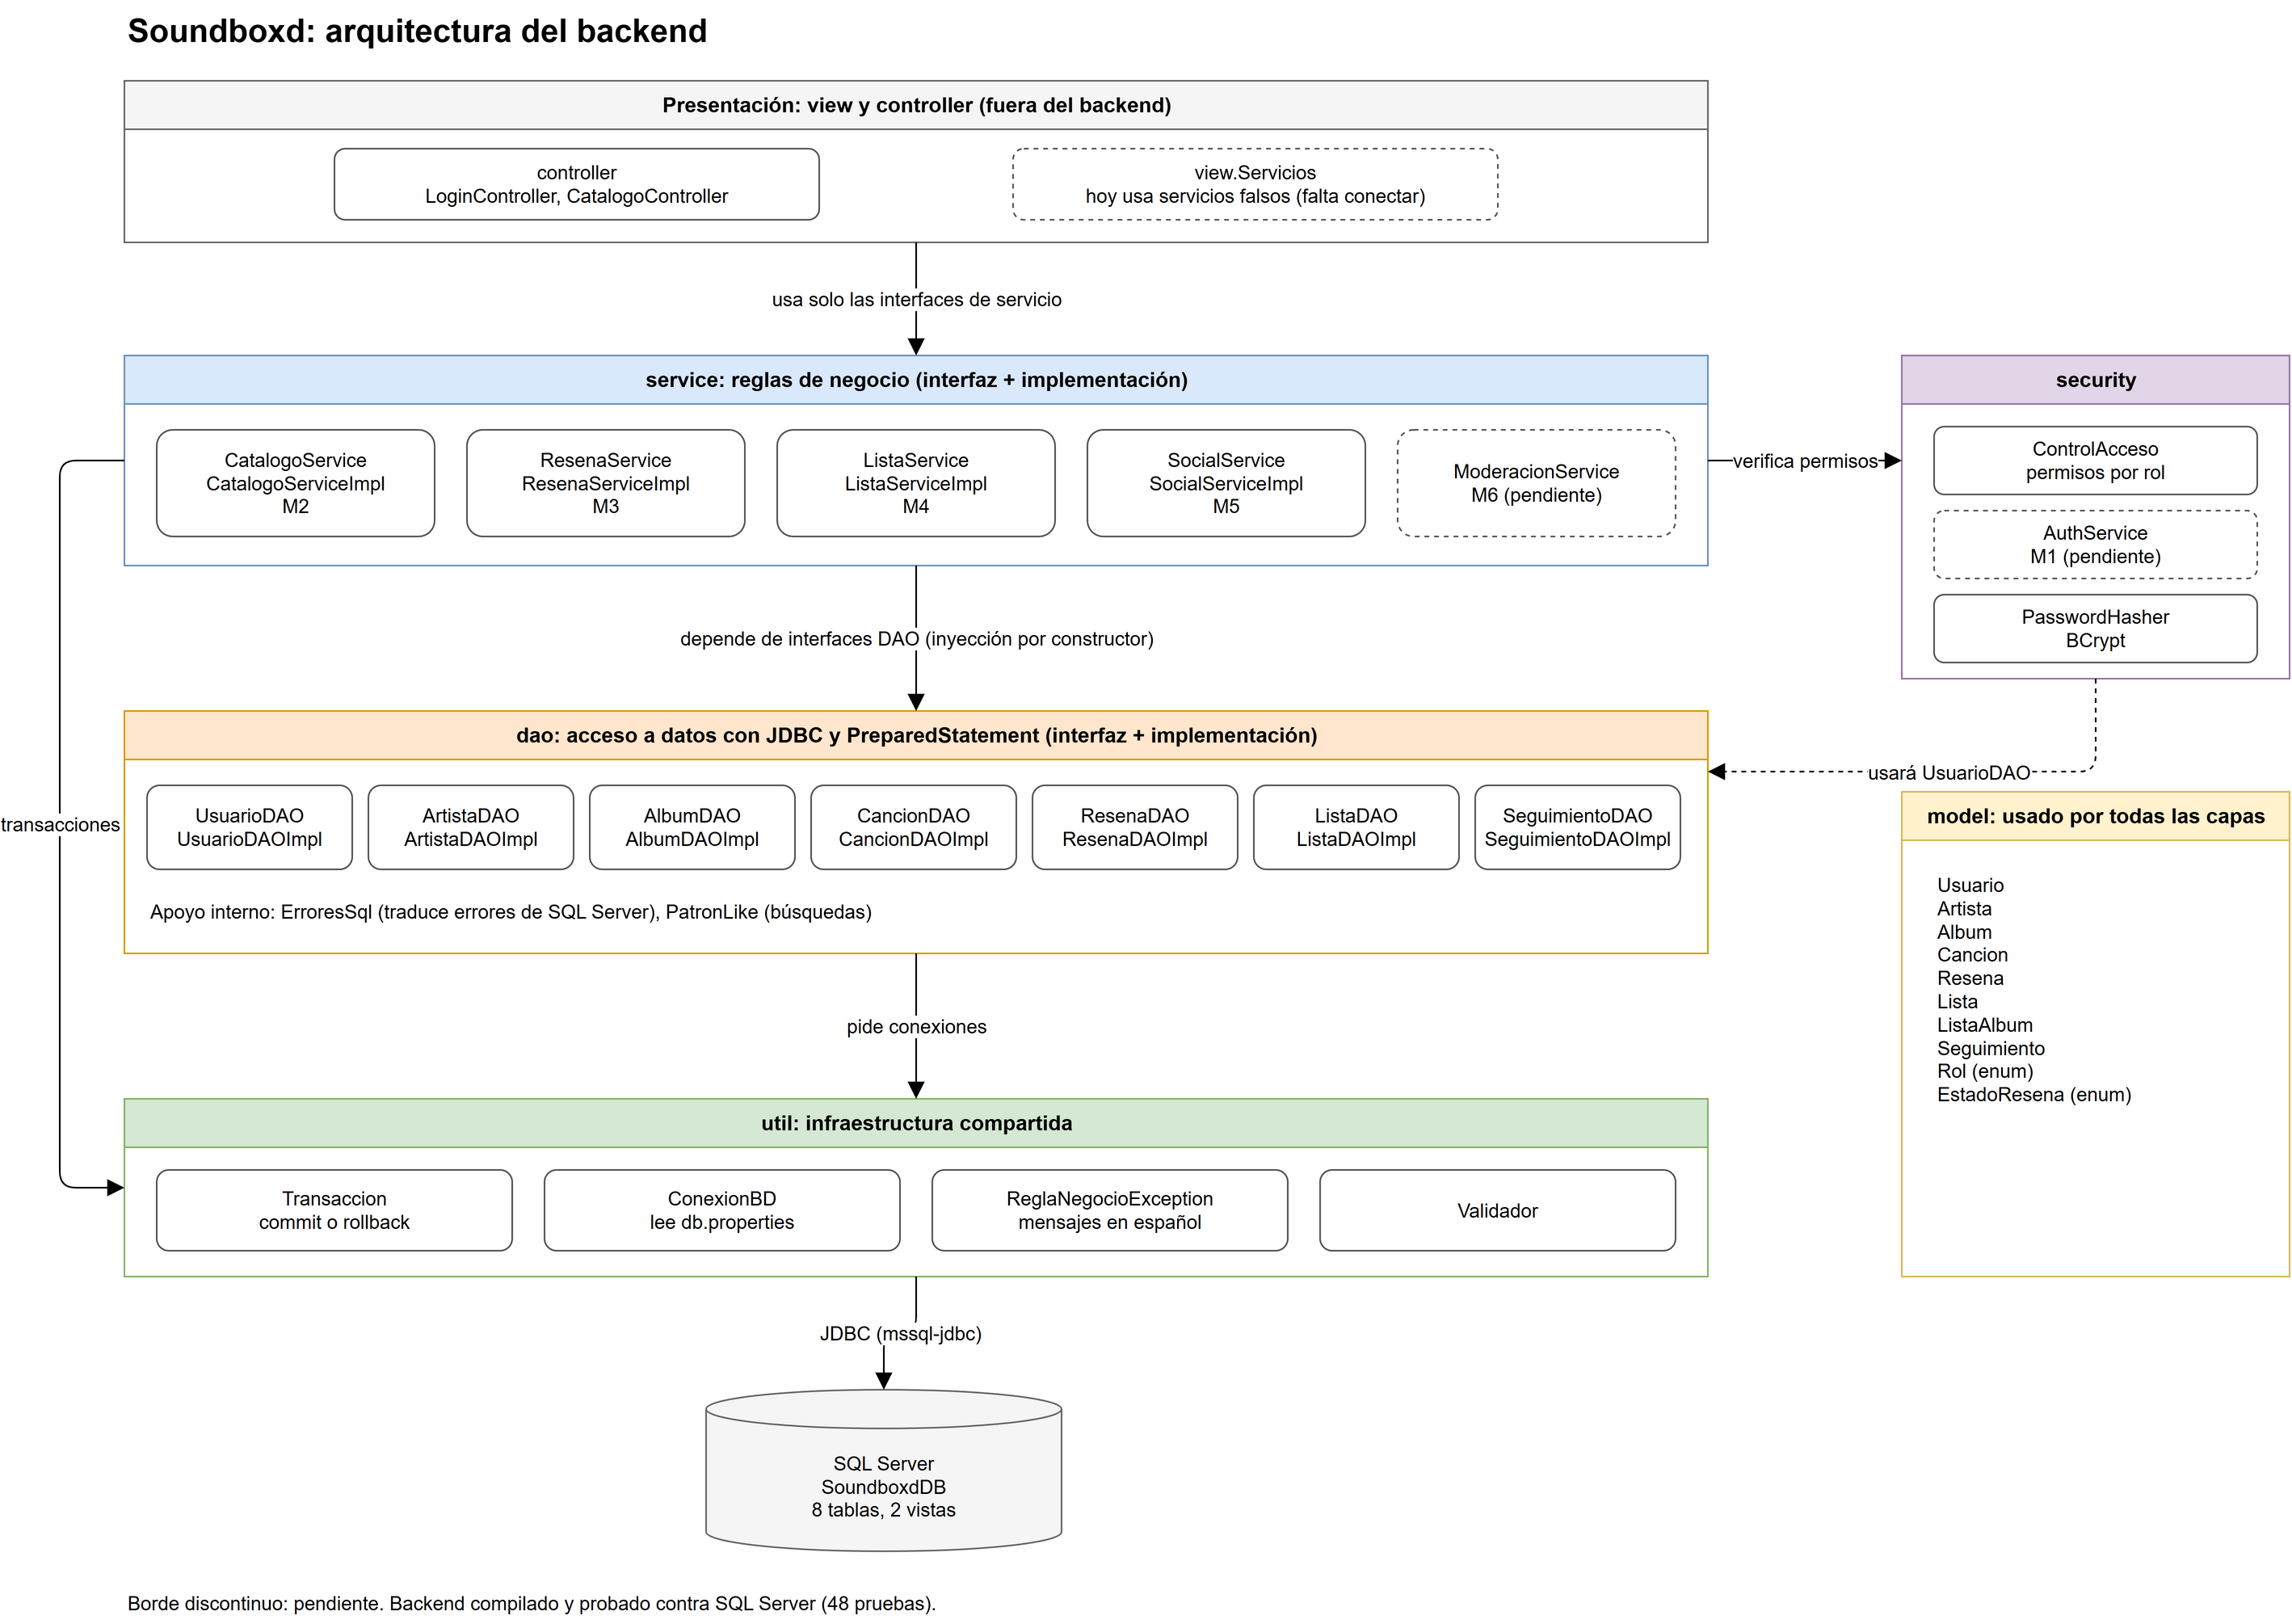 Soundboxd: arquitectura del backend
Presentación: view y controller (fuera del backend)
controller
LoginController, CatalogoController
view.Servicios
hoy usa servicios falsos (falta conectar)
usa solo las interfaces de servicio
service: reglas de negocio (interfaz + implementación)
CatalogoService
CatalogoServiceImpl
M2
ResenaService
ResenaServiceImpl
M3
ListaService
ListaServiceImpl
M4
SocialService
SocialServiceImpl
M5
ModeracionService
M6 (pendiente)
verifica permisos
security
ControlAcceso
permisos por rol
AuthService
M1 (pendiente)
PasswordHasher
BCrypt
depende de interfaces DAO (inyección por constructor)
dao: acceso a datos con JDBC y PreparedStatement (interfaz + implementación)
UsuarioDAO
UsuarioDAOImpl
ArtistaDAO
ArtistaDAOImpl
AlbumDAO
AlbumDAOImpl
CancionDAO
CancionDAOImpl
ResenaDAO
ResenaDAOImpl
ListaDAO
ListaDAOImpl
SeguimientoDAO
SeguimientoDAOImpl
Apoyo interno: ErroresSql (traduce errores de SQL Server), PatronLike (búsquedas)
usará UsuarioDAO
transacciones
model: usado por todas las capas
Usuario
Artista
Album
Cancion
Resena
Lista
ListaAlbum
Seguimiento
Rol (enum)
EstadoResena (enum)
pide conexiones
util: infraestructura compartida
Transaccion
commit o rollback
ConexionBD
lee db.properties
ReglaNegocioException
mensajes en español
Validador
JDBC (mssql-jdbc)
SQL Server
SoundboxdDB
8 tablas, 2 vistas
Borde discontinuo: pendiente. Backend compilado y probado contra SQL Server (48 pruebas).